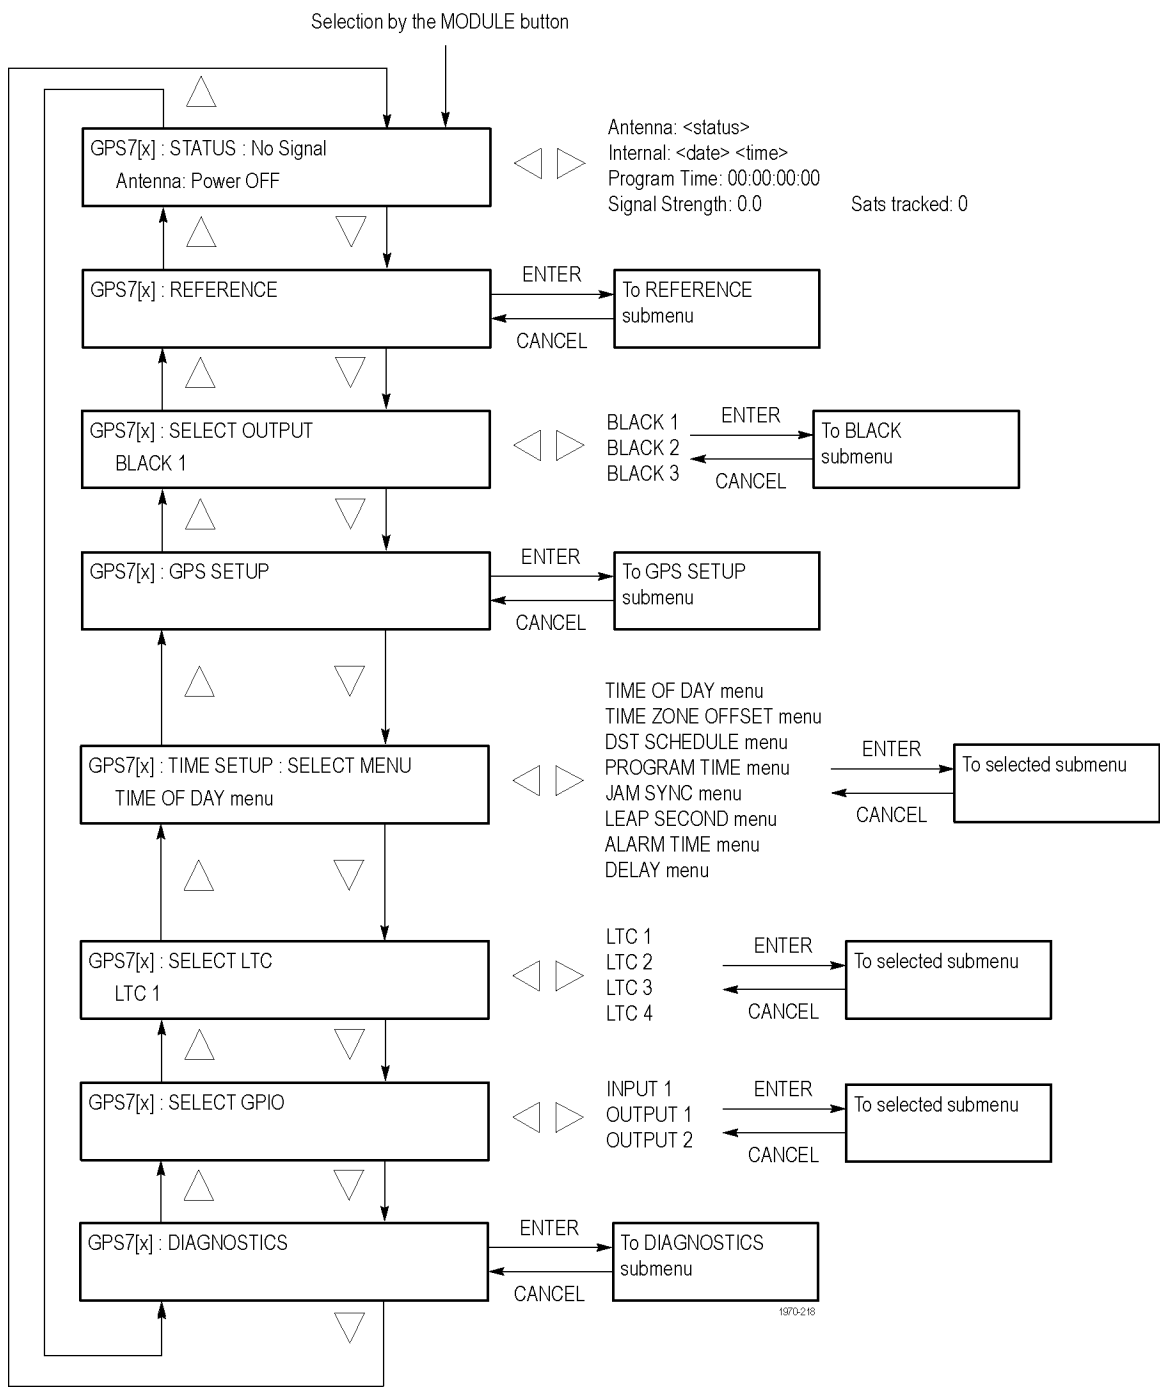 Selection by the MODULE button
GPS7[x] : STATUS : No Signal
Antenna: Power OFF
Antenna: <status>
Internal: <date> <time>
Program Time: 00:00:00:00
Signal Strength: 0.0 Sats tracked: 0
GPS7[x] : REFERENCE
ENTER
CANCEL
To REFERENCE
submenu
GPS7[x] : SELECT OUTPUT
BLACK 1
BLACK 1
BLACK 2
BLACK 3
ENTER
CANCEL
To BLACK
submenu
GPS7[x] : GPS SETUP
ENTER
CANCEL
To GPS SETUP
submenu
GPS7[x] : TIME SETUP : SELECT MENU
TIME OF DAY menu
TIME OF DAY menu
TIME ZONE OFFSET menu
DST SCHEDULE menu
PROGRAM TIME menu
JAM SYNC menu
LEAP SECOND menu
ALARM TIME menu
DELAY menu
ENTER
CANCEL
To selected submenu
GPS7[x] : SELECT LTC
LTC 1
LTC 1
LTC 2
LTC 3
LTC 4
ENTER
CANCEL
To selected submenu
GPS7[x] : SELECT GPIO
INPUT 1
OUTPUT 1
OUTPUT 2
ENTER
CANCEL
To selected submenu
GPS7[x] : DIAGNOSTICS
ENTER
CANCEL
To DIAGNOSTICS
submenu
1970-218